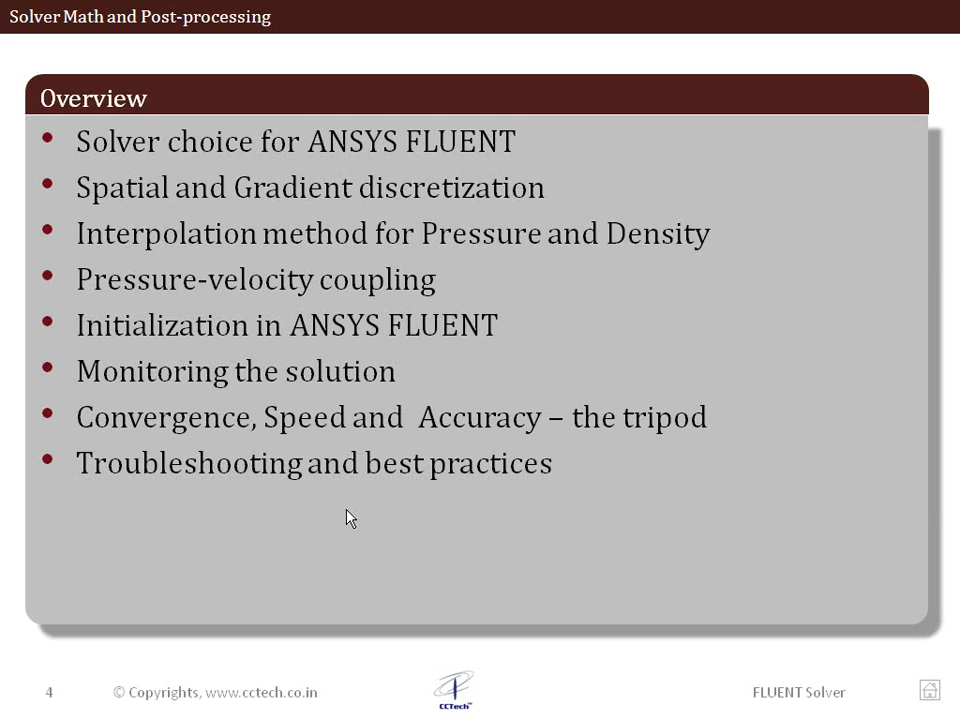 Solver Math and Post-processing
Overview
• Solver choice for ANSYS FLUENT
• Spatial and Gradient discretization
• Interpolation method for Pressure and Density
• Pressure-velocity coupling
• Initialization in ANSYS FLUENT
• Monitoring the solution
• Convergence, Speed and Accuracy – the tripod
• Troubleshooting and best practices
4 © Copyrights, www.cctech.co.in CCTech™ FLUENT Solver